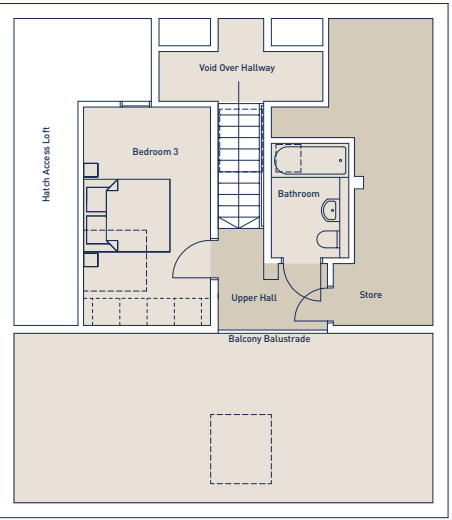 Void Over Hallway
Hatch Access Loft
Bedroom 3
Bathroom
Upper Hall
Store
Balcony Balustrade